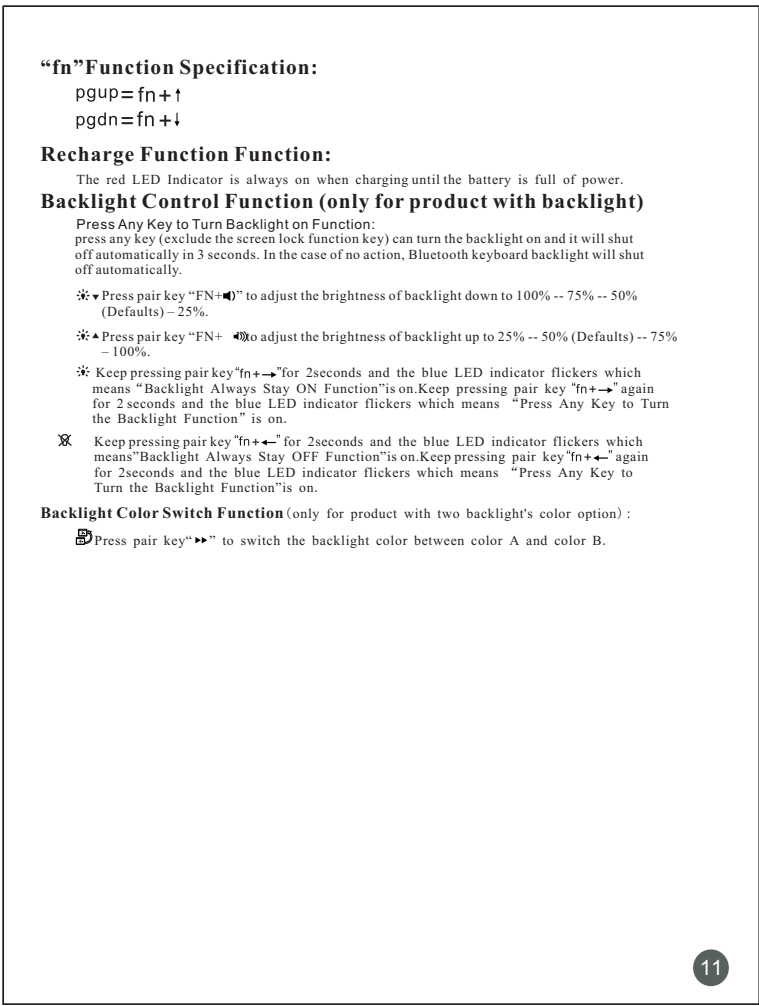 “fn”Function Specification:
pgup=fn+↑
pgdn=fn+↓
Recharge Function Function:
The red LED Indicator is always on when charging until the battery is full of power.
Backlight Control Function (only for product with backlight)
Press Any Key to Turn Backlight on Function:
press any key (exclude the screen lock function key) can turn the backlight on and it will shut
off automatically in 3 seconds. In the case of no action, Bluetooth keyboard backlight will shut
off automatically.
▼Press pair key “FN+🔉” to adjust the brightness of backlight down to 100% -- 75% -- 50%
(Defaults) – 25%.
▲Press pair key “FN+ 🔊to adjust the brightness of backlight up to 25% -- 50% (Defaults) -- 75%
– 100%.
Keep pressing pair key“fn+→”for 2seconds and the blue LED indicator flickers which
means “Backlight Always Stay ON Function”is on.Keep pressing pair key “fn+→” again
for 2 seconds and the blue LED indicator flickers which means “Press Any Key to Turn
the Backlight Function” is on.
Keep pressing pair key“fn+←” for 2seconds and the blue LED indicator flickers which
means”Backlight Always Stay OFF Function”is on.Keep pressing pair key“fn+←” again
for 2seconds and the blue LED indicator flickers which means “Press Any Key to
Turn the Backlight Function”is on.
Backlight Color Switch Function（only for product with two backlight's color option）:
Press pair key“▸▸” to switch the backlight color between color A and color B.
11